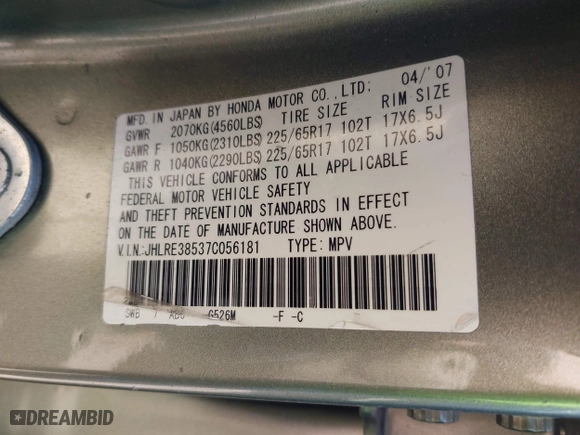 MFD. IN JAPAN BY HONDA MOTOR CO., LTD; 04/'07
GVWR 2070KG(4560LBS) TIRE SIZE RIM SIZE
GAWR F 1050KG(2310LBS) 225/65R17 102T 17X6.5J
GAWR R 1040KG(2290LBS) 225/65R17 102T 17X6.5J
THIS VEHICLE CONFORMS TO ALL APPLICABLE
FEDERAL MOTOR VEHICLE SAFETY
AND THEFT PREVENTION STANDARDS IN EFFECT
ON THE DATE OF MANUFACTURE SHOWN ABOVE.
V.I.N.:JHLRE38537C056181 TYPE: MPV
SWB / G526M -F -C
DREAMBID